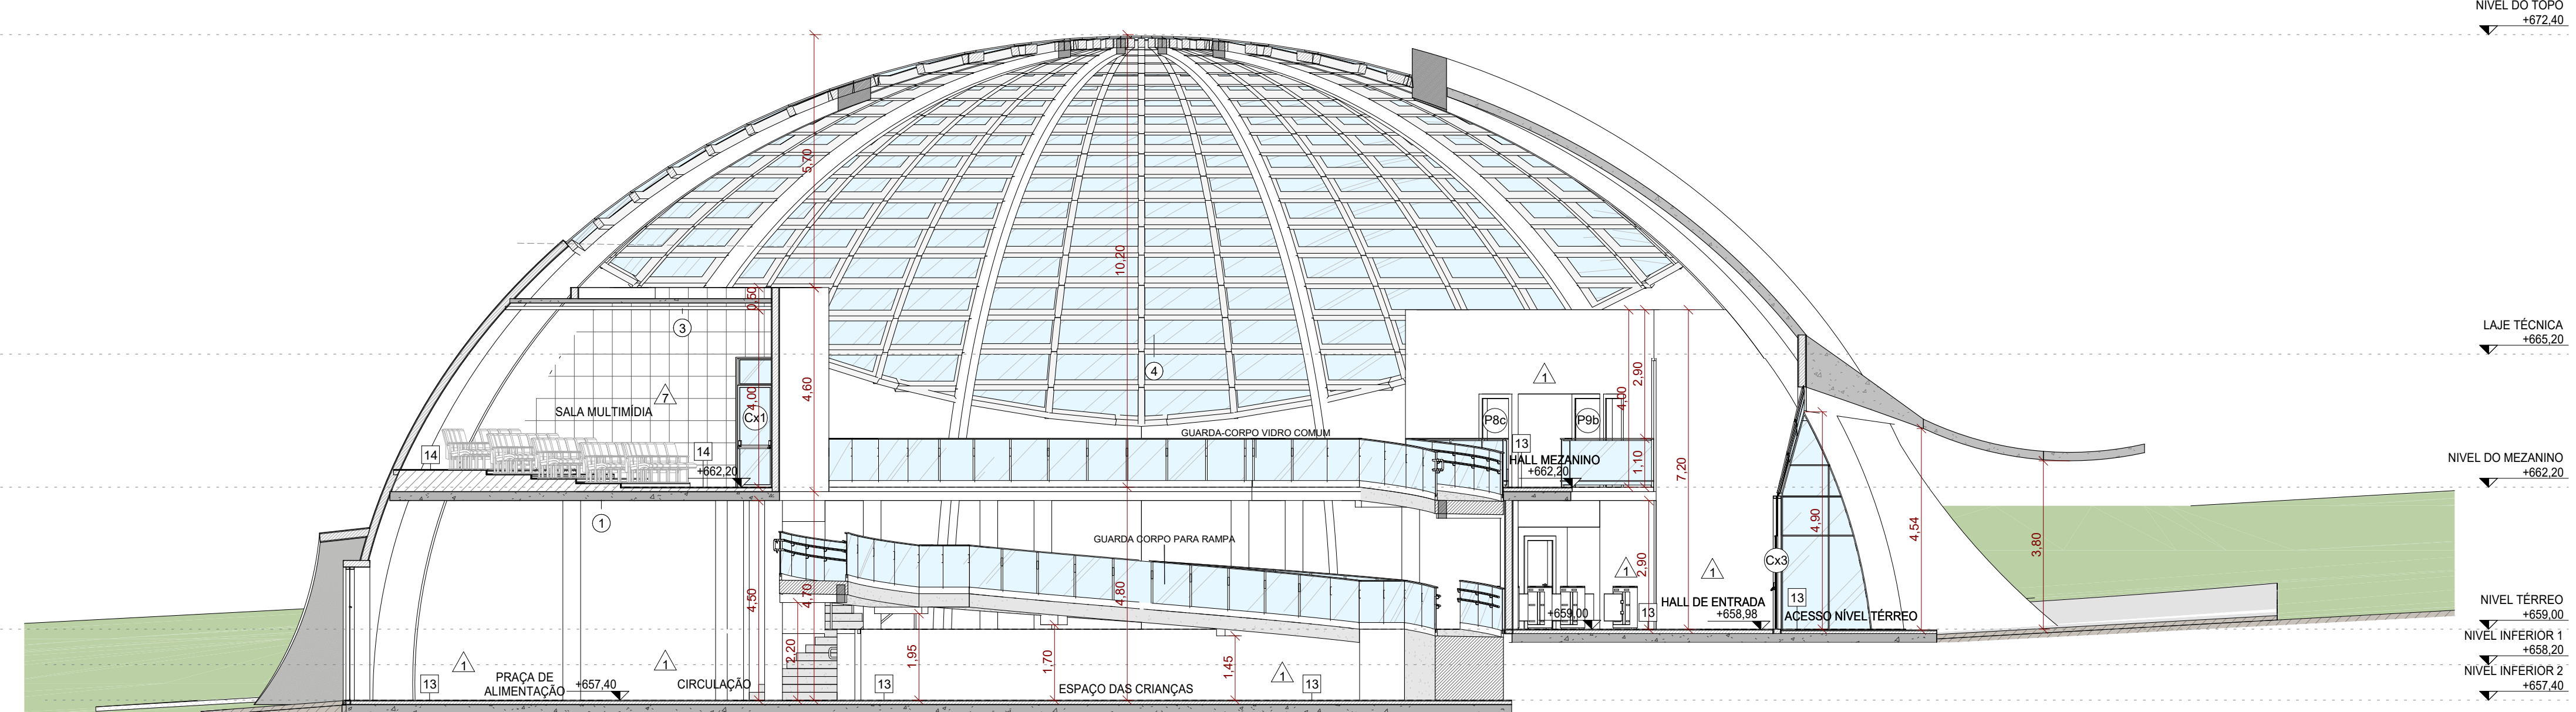 NIVEL DO TOPO
+672,40
5,70
10,20
0,50
3
LAJE TÉCNICA
+665,20
4
1
2,90
4,00
7
SALA MULTIMÍDIA
4,00
Cx1
4,60
P8c
P9b
GUARDA-CORPO VIDRO COMUM
13
14
14
+662,20
HALL MEZANINO
+662,20
1,10
7,20
NIVEL DO MEZANINO
+662,20
1
4,90
4,54
3,80
GUARDA CORPO PARA RAMPA
2,90
Cx3
1
1
4,50
4,70
4,80
13
13
HALL DE ENTRADA
+659,00
+658,98
ACESSO NÍVEL TÉRREO
NIVEL TÉRREO
+659,00
NIVEL INFERIOR 1
+658,20
2,20
1,95
1,70
1,45
1
1
1
13
PRAÇA DE
ALIMENTAÇÃO
+657,40
CIRCULAÇÃO
13
ESPAÇO DAS CRIANÇAS
13
NIVEL INFERIOR 2
+657,40